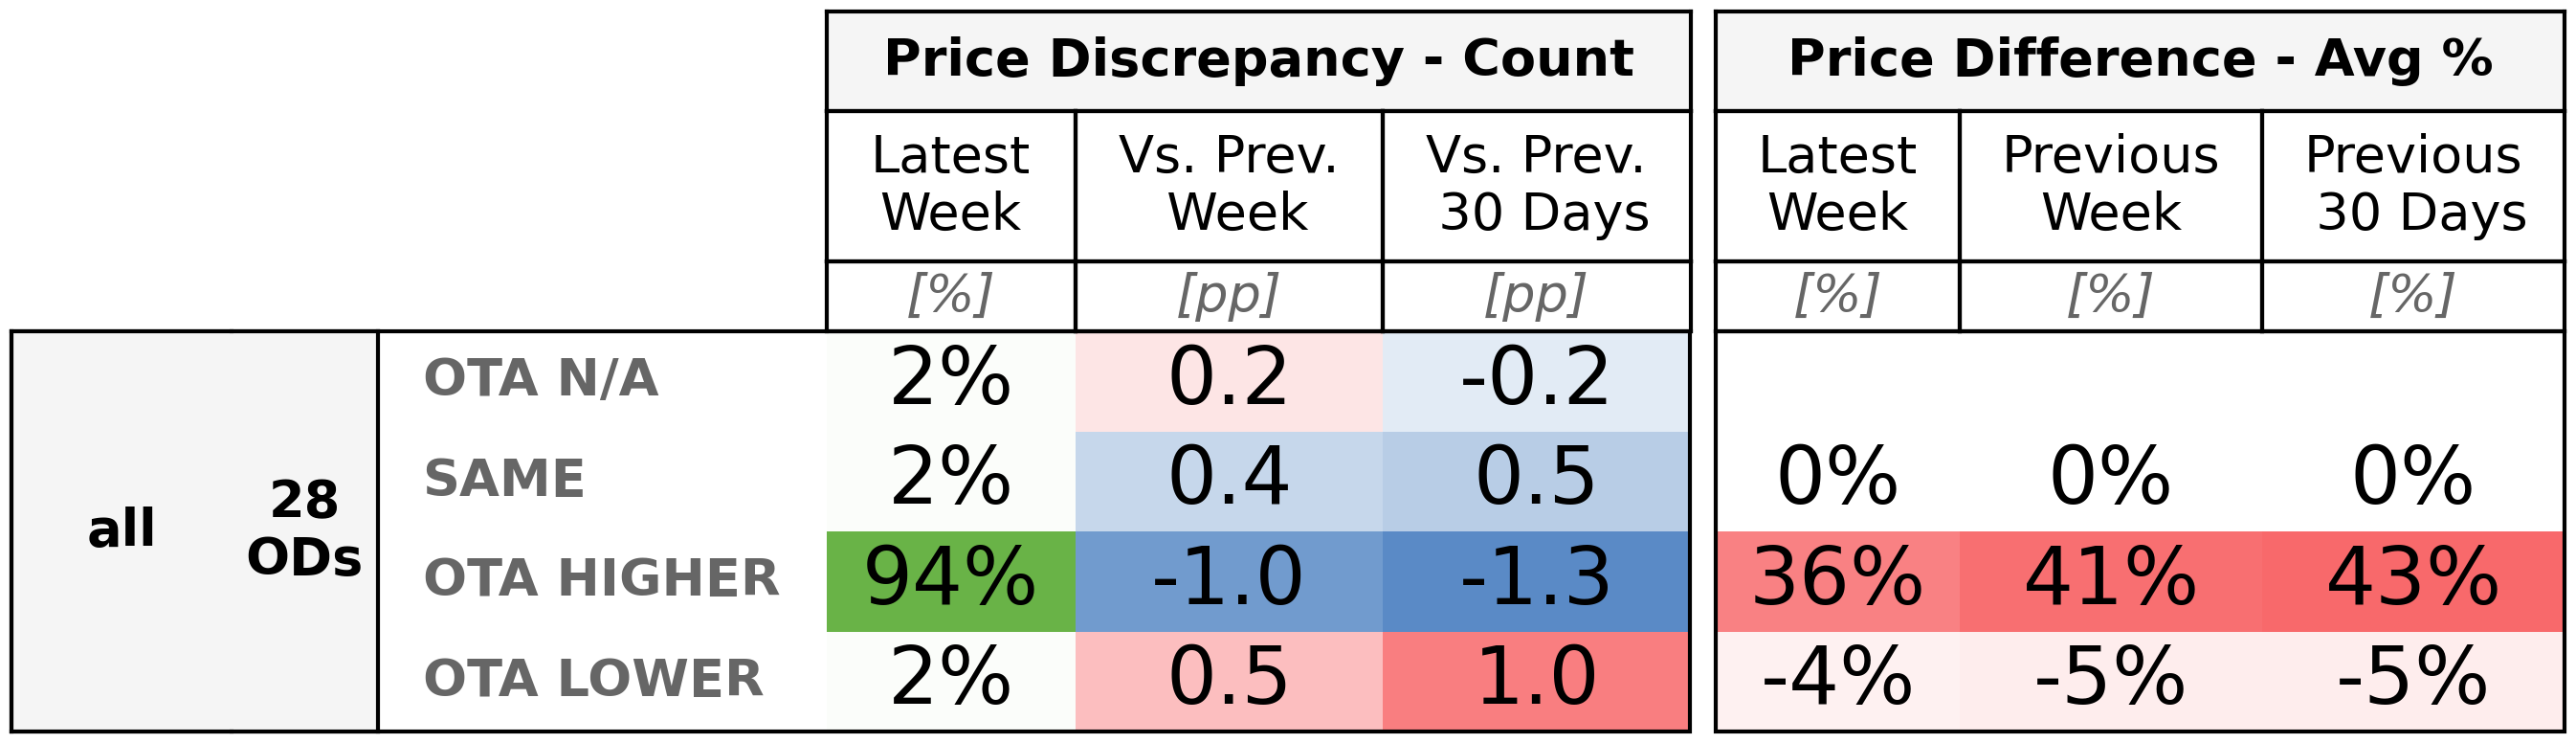 Price Discrepancy - Count Price Difference - Avg %
Latest Week Vs. Prev. Week Vs. Prev. 30 Days Latest Week Previous Week Previous 30 Days
[%] [pp] [pp] [%] [%] [%]
all 28 ODs
OTA N/A 2% 0.2 -0.2
SAME 2% 0.4 0.5 0% 0% 0%
OTA HIGHER 94% -1.0 -1.3 36% 41% 43%
OTA LOWER 2% 0.5 1.0 -4% -5% -5%